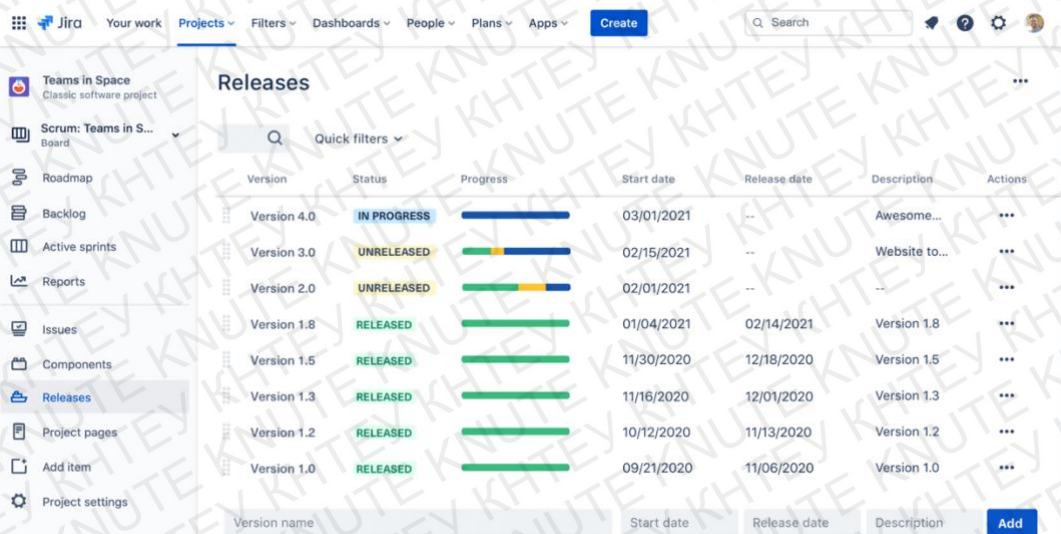 Jira Your work Projects Filters Dashboards People Plans Apps Create Search
Teams in Space
Classic software project
Scrum: Teams in S...
Board
Roadmap
Backlog
Active sprints
Reports
Issues
Components
Releases
Project pages
Add item
Project settings
Releases
Quick filters
Version Status Progress Start date Release date Description Actions
Version 4.0 IN PROGRESS 03/01/2021 -- Awesome... •••
Version 3.0 UNRELEASED 02/15/2021 -- Website to... •••
Version 2.0 UNRELEASED 02/01/2021 -- -- •••
Version 1.8 RELEASED 01/04/2021 02/14/2021 Version 1.8 •••
Version 1.5 RELEASED 11/30/2020 12/18/2020 Version 1.5 •••
Version 1.3 RELEASED 11/16/2020 12/01/2020 Version 1.3 •••
Version 1.2 RELEASED 10/12/2020 11/13/2020 Version 1.2 •••
Version 1.0 RELEASED 09/21/2020 11/06/2020 Version 1.0 •••
Version name Start date Release date Description Add
KNUTE KHTEY